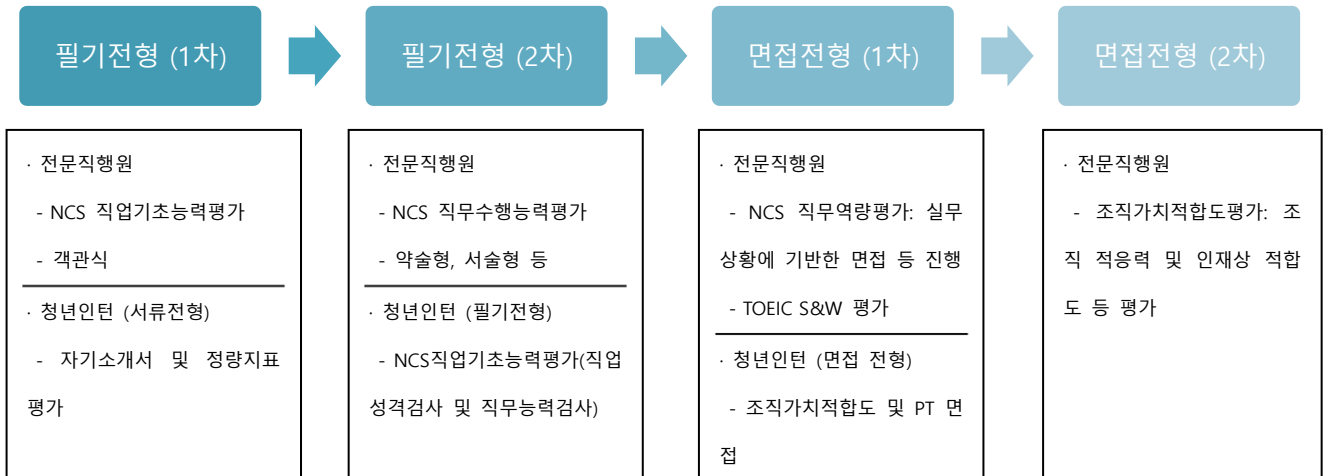 필기전형 (1차)
필기전형 (2차)
면접전형 (1차)
면접전형 (2차)
· 전문직행원
- NCS 직업기초능력평가
- 객관식
· 청년인턴 (서류전형)
- 자기소개서 및 정량지표
평가
· 전문직행원
- NCS 직무수행능력평가
- 약술형, 서술형 등
· 청년인턴 (필기전형)
- NCS직업기초능력평가(직업
성격검사 및 직무능력검사)
· 전문직행원
- NCS 직무역량평가: 실무
상황에 기반한 면접 등 진행
- TOEIC S&W 평가
· 청년인턴 (면접 전형)
- 조직가치적합도 및 PT 면
접
· 전문직행원
- 조직가치적합도평가: 조
직 적응력 및 인재상 적합
도 등 평가